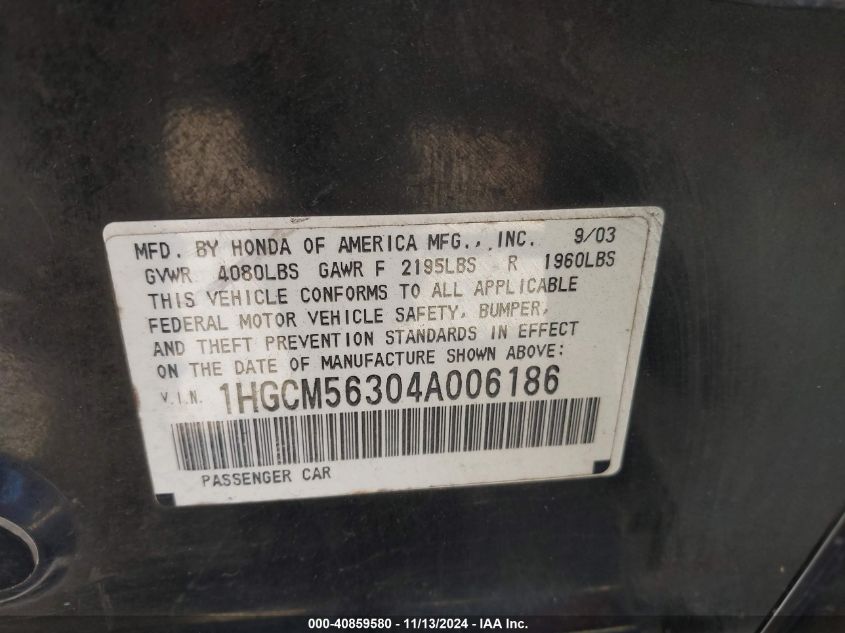 MFD. BY HONDA OF AMERICA MFG., INC. 9/03
GVWR 4080LBS GAWR F 2195LBS R 1960LBS
THIS VEHICLE CONFORMS TO ALL APPLICABLE
FEDERAL MOTOR VEHICLE SAFETY, BUMPER,
AND THEFT PREVENTION STANDARDS IN EFFECT
ON THE DATE OF MANUFACTURE SHOWN ABOVE:
V.I.N. 1HGCM56304A006186
PASSENGER CAR
000-40859580 - 11/13/2024 - IAA Inc.